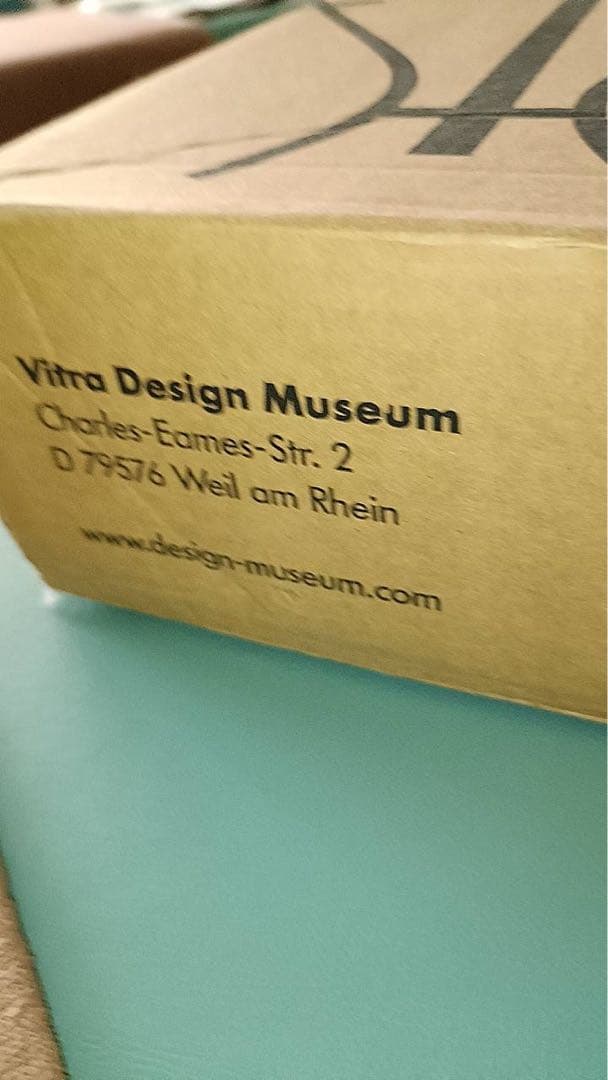 Vitra Design Museum
Charles-Eames-Str. 2
D 79576 Weil am Rhein
www.design-museum.com